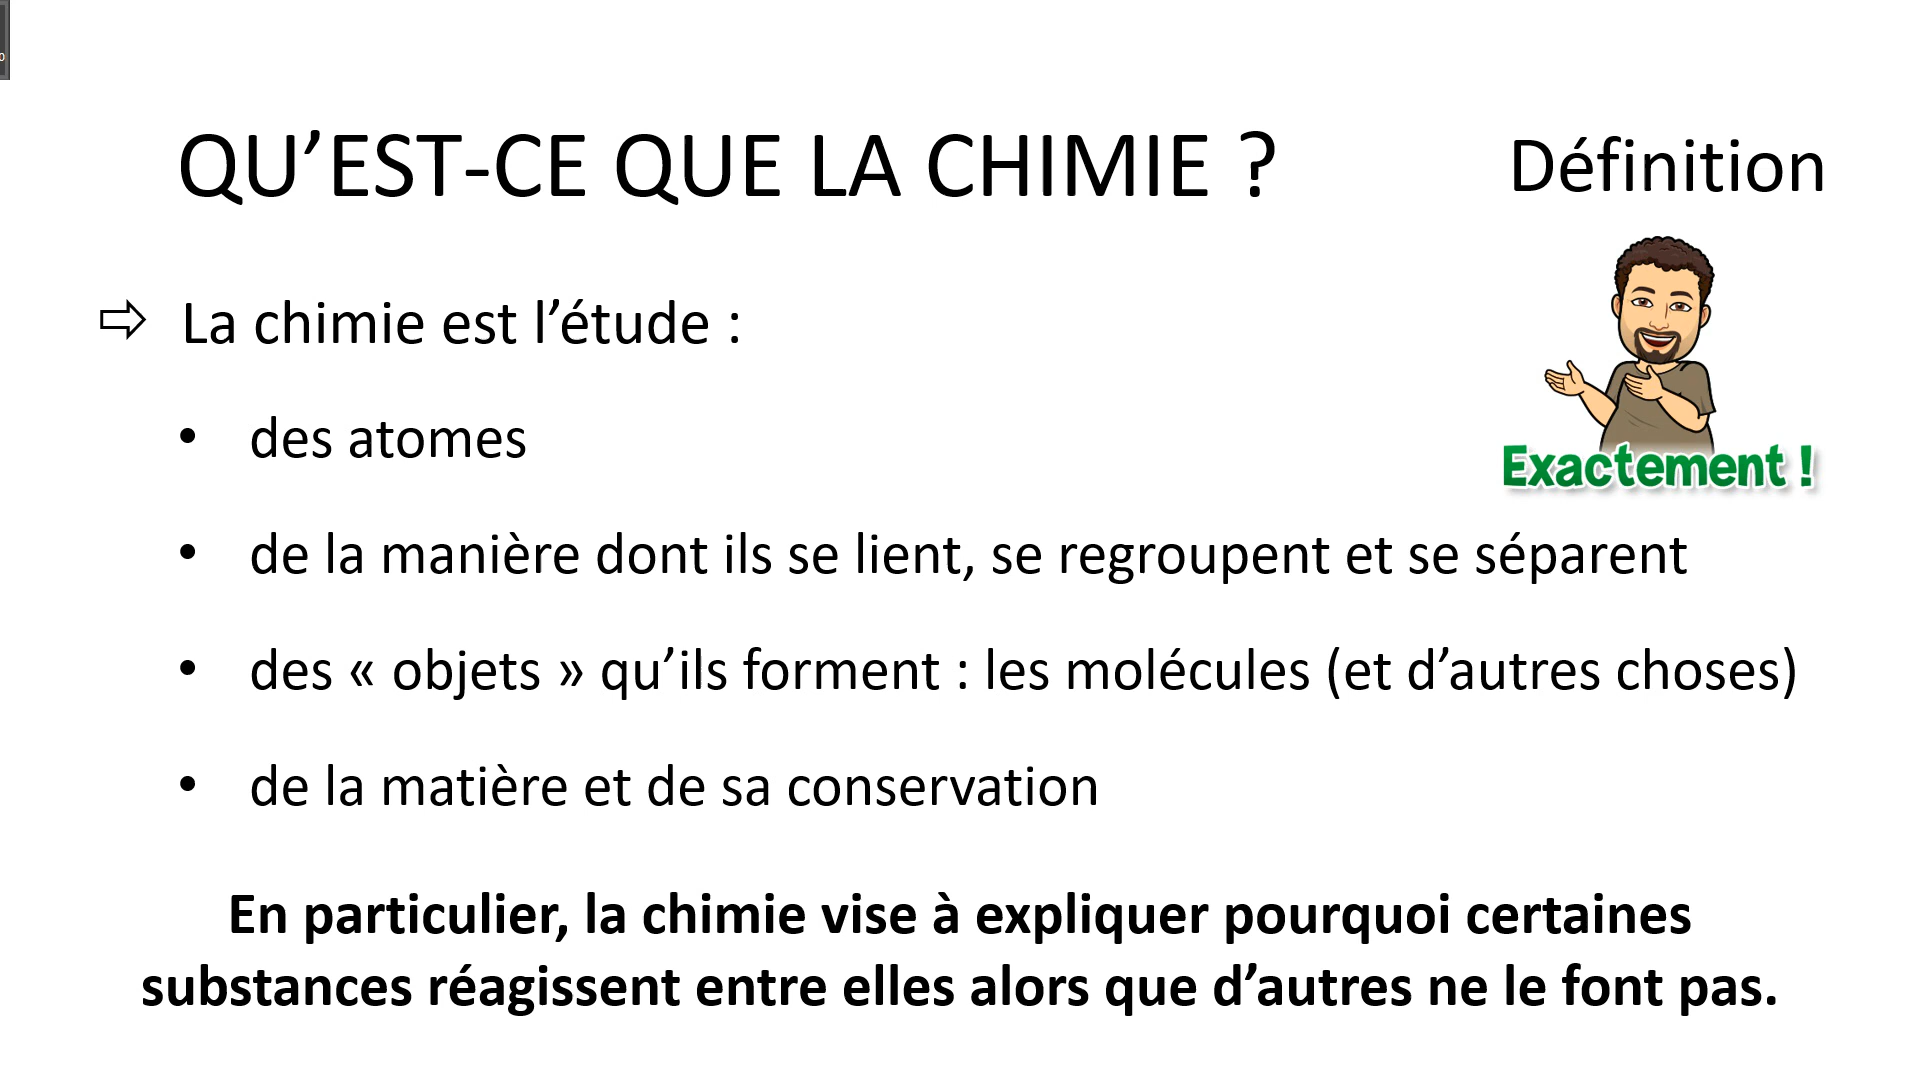 QU’EST-CE QUE LA CHIMIE ?
Définition
⇨ La chimie est l’étude :
Exactement !
• des atomes
• de la manière dont ils se lient, se regroupent et se séparent
• des « objets » qu’ils forment : les molécules (et d’autres choses)
• de la matière et de sa conservation
En particulier, la chimie vise à expliquer pourquoi certaines
substances réagissent entre elles alors que d’autres ne le font pas.